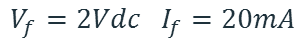 V_f = 2Vdc   I_f = 20mA